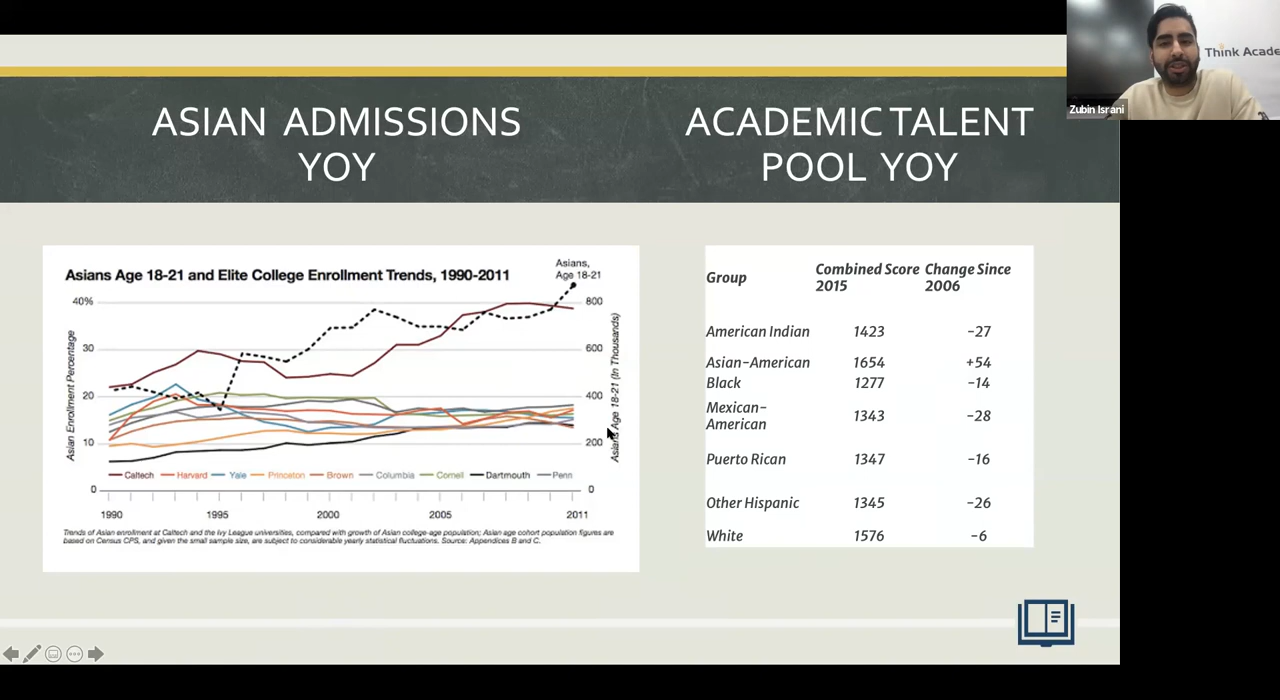 Think Acade
Zubin Israni
ASIAN ADMISSIONS
YOY
ACADEMIC TALENT
POOL YOY
Asians Age 18-21 and Elite College Enrollment Trends, 1990-2011
Asians,
Age 18-21
40%
30
20
10
0
Asian Enrollment Percentage
800
600
400
200
0
Asians Age 18-21 (In Thousands)
Caltech Harvard Yale Princeton Brown Columbia Cornell Dartmouth Penn
1990 1995 2000 2005 2011
Trends of Asian enrollment at Caltech and the Ivy League universities, compared with growth of Asian college-age population; Asian age cohort population figures are
based on Census CPS, and given the small sample size, are subject to considerable yearly statistical fluctuations. Source: Appendices B and C.
Group Combined Score Change Since
2015 2006
American Indian 1423 -27
Asian-American 1654 +54
Black 1277 -14
Mexican-
American 1343 -28
Puerto Rican 1347 -16
Other Hispanic 1345 -26
White 1576 -6